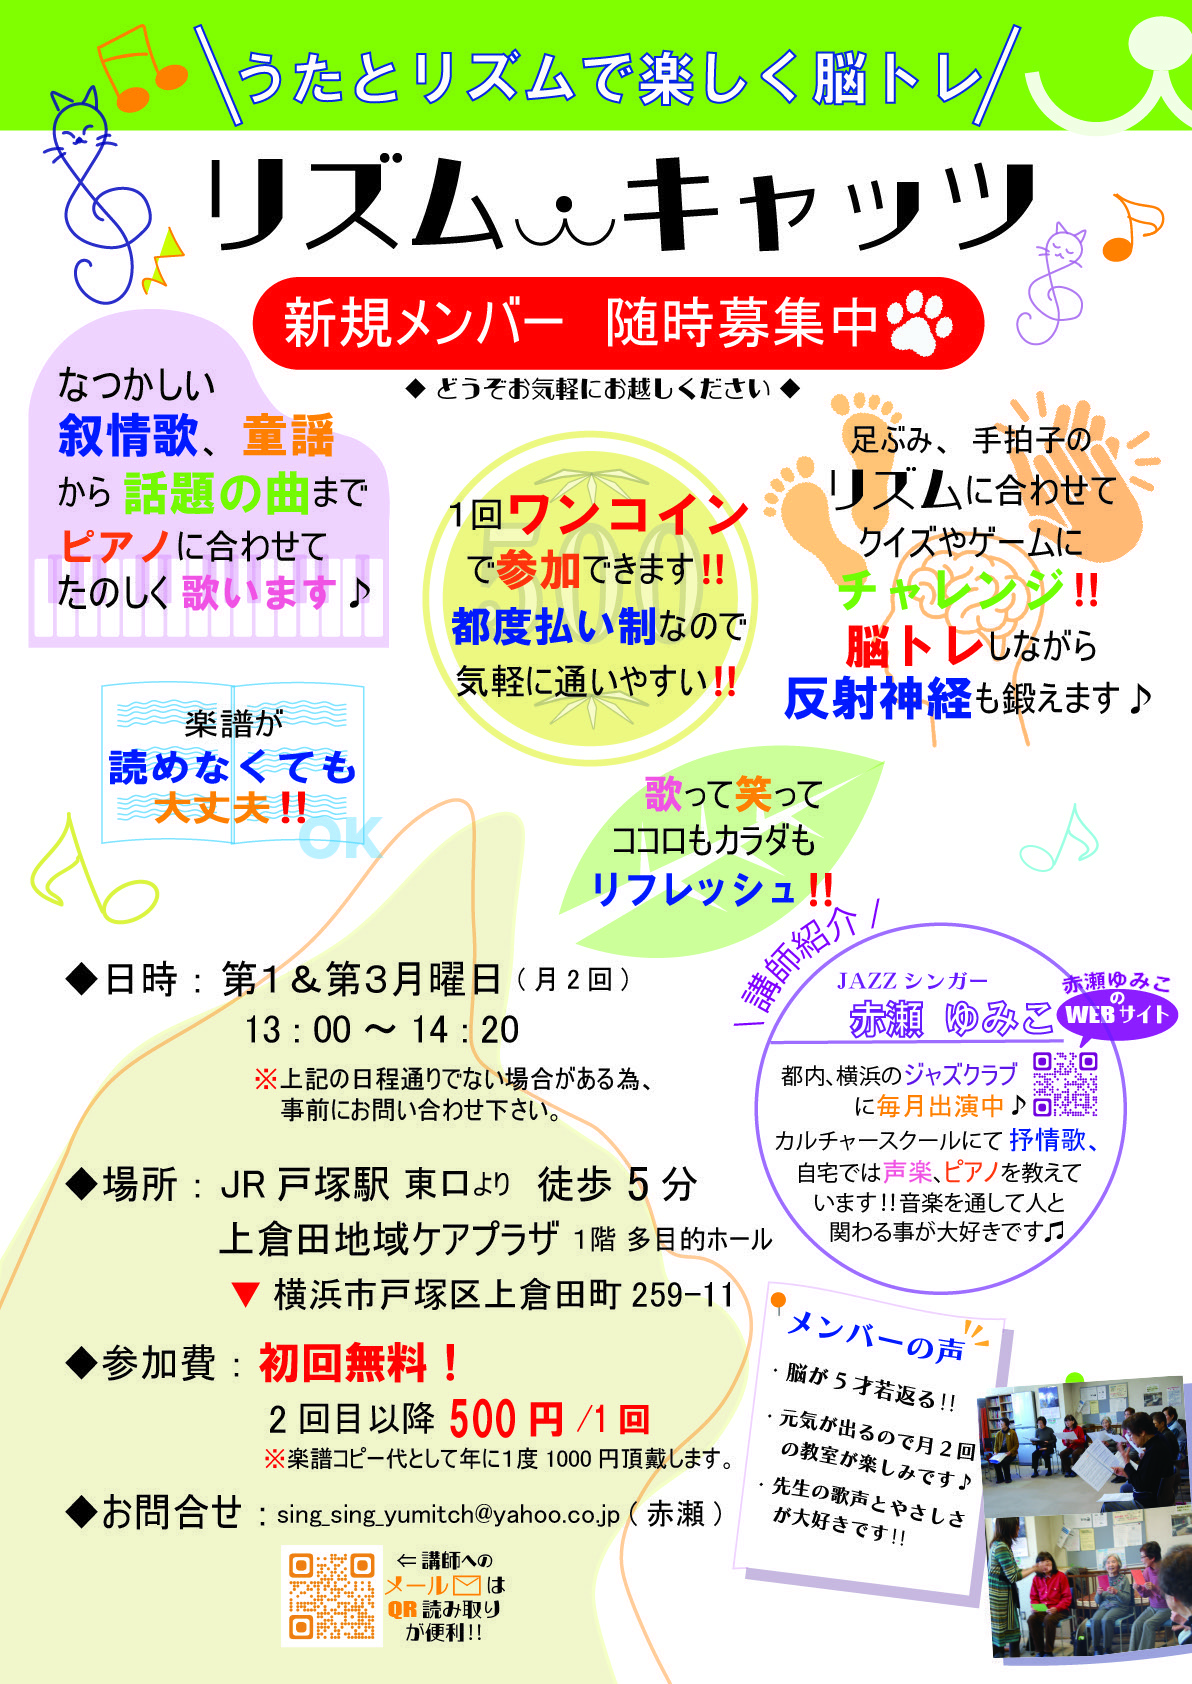 うたとリズムで楽しく脳トレ
リズム キャッツ
新規メンバー 随時募集中
◆ どうぞお気軽にお越しください ◆
なつかしい
叙情歌、童謡
から 話題の曲まで
ピアノに合わせて
たのしく 歌います♪
1回ワンコイン
で参加できます!!
都度払い制なので
気軽に通いやすい!!
500
足ぶみ、手拍子の
リズムに合わせて
クイズやゲームに
チャレンジ!!
脳トレしながら
反射神経も鍛えます♪
楽譜が
読めなくても
大丈夫!!
OK
歌って笑って
ココロもカラダも
リフレッシュ!!
◆日時：第1＆第3月曜日（月2回）
13：00 ～ 14：20
※上記の日程通りでない場合がある為、
事前にお問い合わせ下さい。
◆場所：JR 戸塚駅 東口より 徒歩 5 分
上倉田地域ケアプラザ 1階 多目的ホール
▼ 横浜市戸塚区上倉田町 259-11
◆参加費：初回無料！
2 回目以降 500 円 /1 回
※楽譜コピー代として年に1度 1000 円頂戴します。
◆お問合せ：sing_sing_yumitch@yahoo.co.jp（赤瀬）
⇐ 講師への
メール は
QR 読み取り
が便利!!
講師紹介
JAZZ シンガー
赤瀬 ゆみこ
赤瀬ゆみこ
の
WEBサイト
都内、横浜のジャズクラブ
に毎月出演中♪
カルチャースクールにて 抒情歌、
自宅では声楽、ピアノを教えて
います!!音楽を通して人と
関わる事が大好きです♫
メンバーの声
・脳が 5 才若返る!!
・元気が出るので月 2 回
の教室が楽しみです♪
・先生の歌声とやさしさ
が大好きです!!